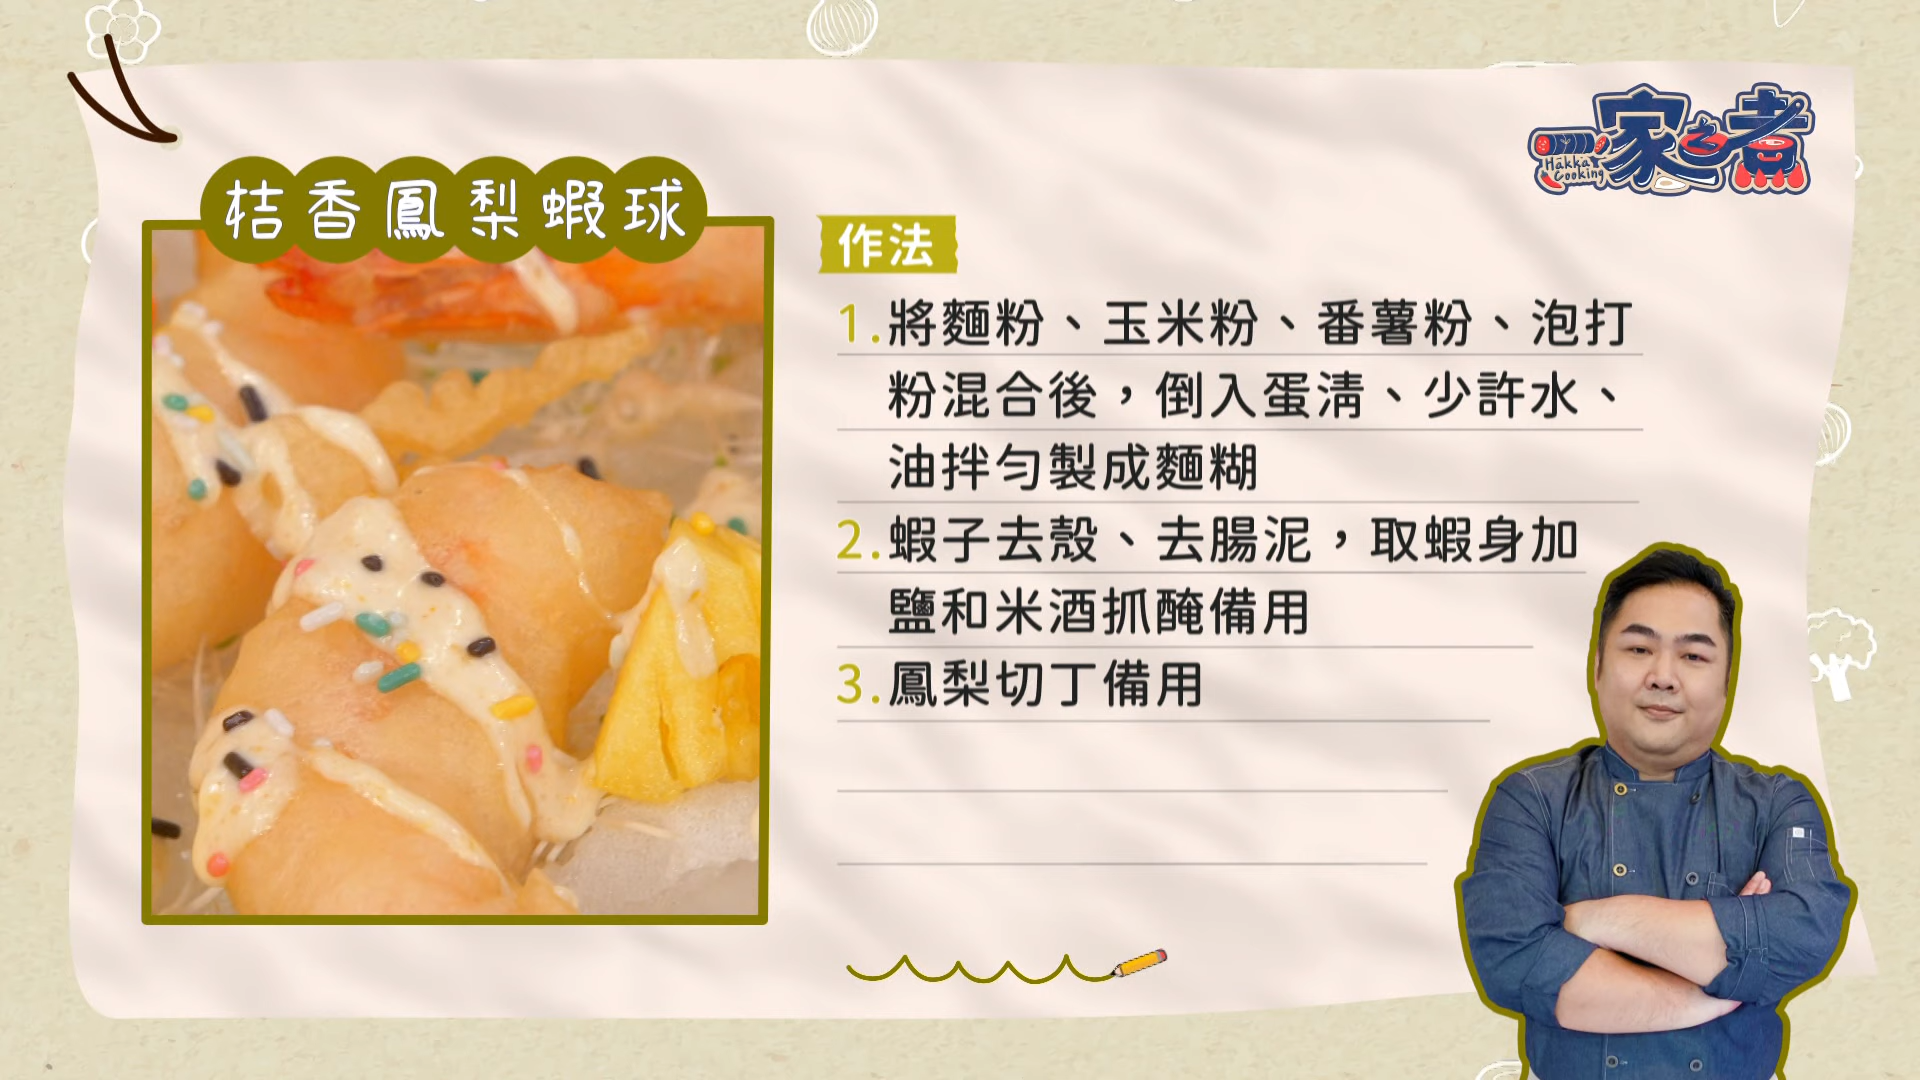 桔香鳳梨蝦球
一家之煮
Hakka
Cooking
作法
1.將麵粉、玉米粉、番薯粉、泡打
粉混合後，倒入蛋清、少許水、
油拌勻製成麵糊
2.蝦子去殼、去腸泥，取蝦身加
鹽和米酒抓醃備用
3.鳳梨切丁備用